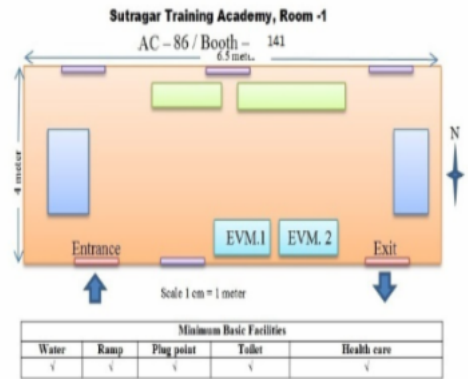 Sutragar Training Academy, Room -1
AC – 86 / Booth – 141
6.5 metr..
4 meter
N
EVM.1 EVM. 2
Entrance Exit
Scale 1 cm = 1 meter
Minimum Basic Facilities
Water Ramp Plug point Toilet Health care
√ √ √ √ √